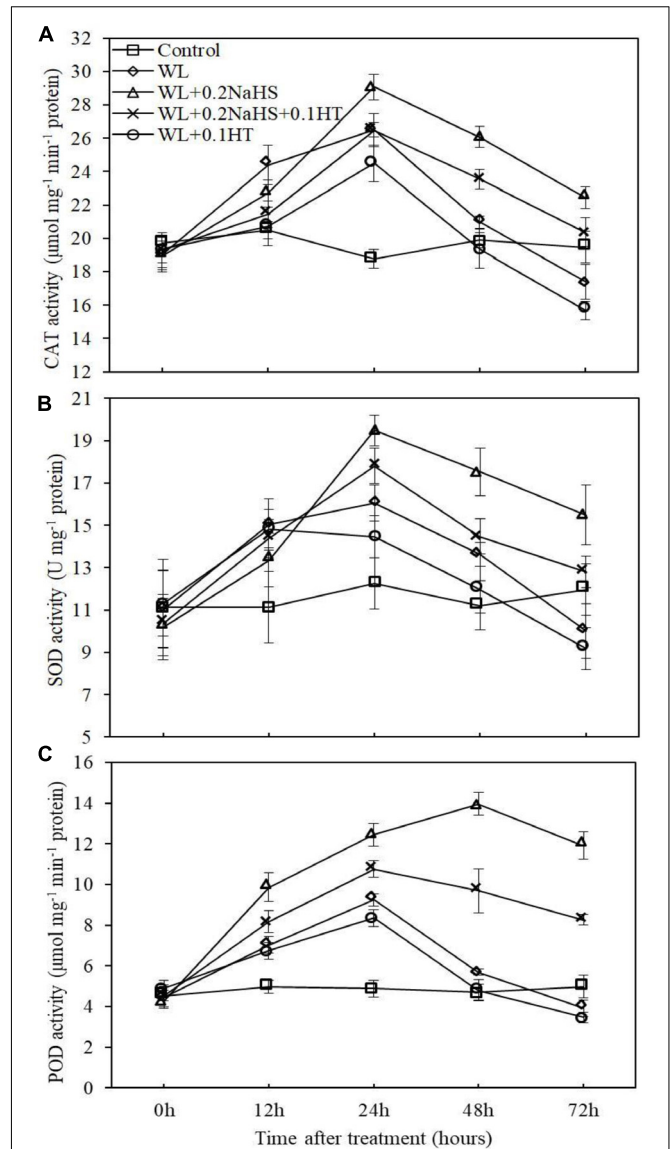 A
32
30
28
26
24
22
20
18
16
14
12
CAT activity (μmol mg⁻¹ min⁻¹ protein)
Control
WL
WL+0.2NaHS
WL+0.2NaHS+0.1HT
WL+0.1HT
B
21
19
17
15
13
11
9
7
5
SOD activity (U mg⁻¹ protein)
C
16
14
12
10
8
6
4
2
0
POD activity (μmol mg⁻¹ min⁻¹ protein)
0h 12h 24h 48h 72h
Time after treatment (hours)